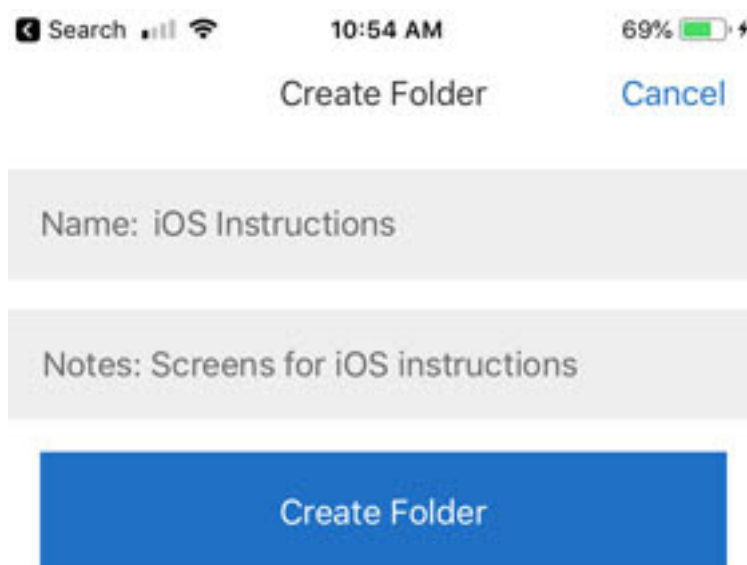 Search 10:54 AM 69%
Create Folder Cancel
Name: iOS Instructions
Notes: Screens for iOS instructions
Create Folder